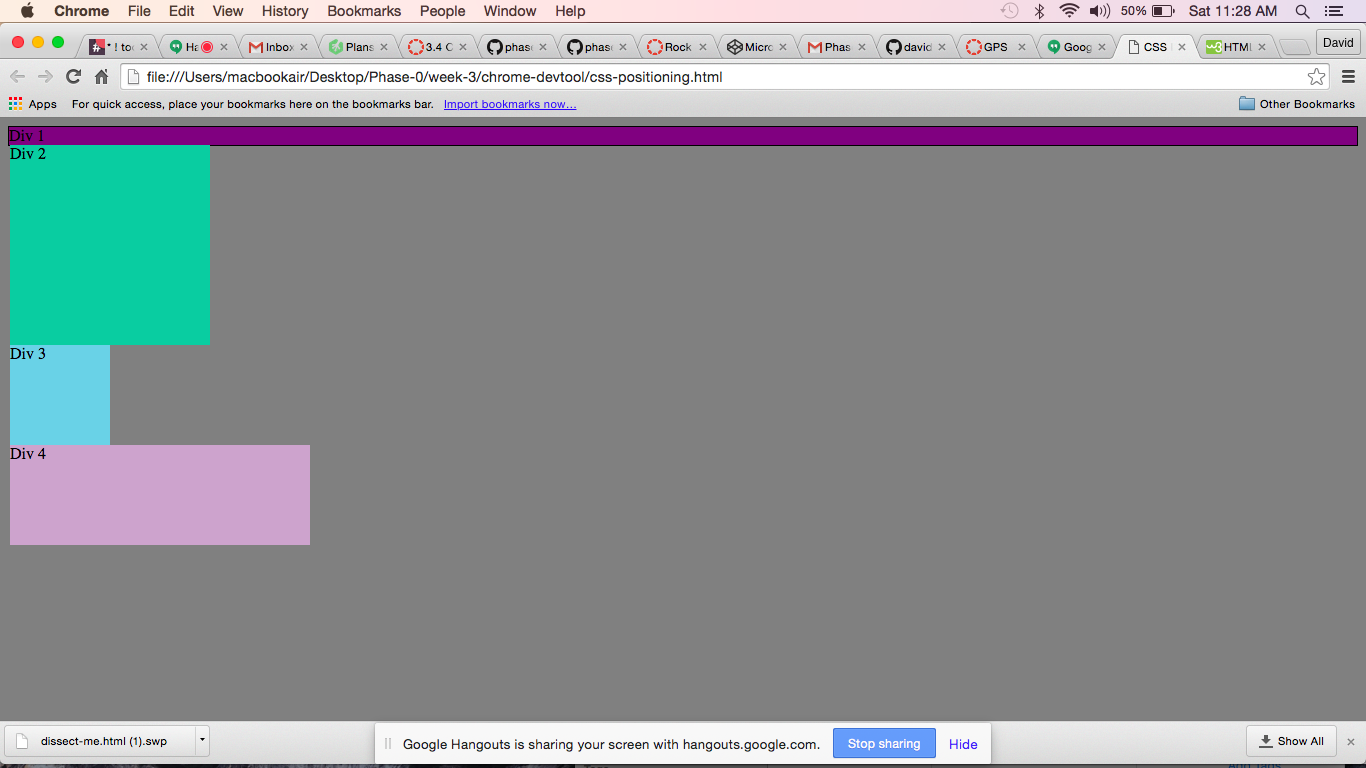 Chrome File Edit View History Bookmarks People Window Help 50% Sat 11:28 AM
* ! too Ha Inbox Plans 3.4 C phase phase Rock Micro Phas david GPS Goog CSS HTML David
file:///Users/macbookair/Desktop/Phase-0/week-3/chrome-devtool/css-positioning.html
Apps For quick access, place your bookmarks here on the bookmarks bar. Import bookmarks now... Other Bookmarks
Div 1
Div 2
Div 3
Div 4
dissect-me.html (1).swp
Google Hangouts is sharing your screen with hangouts.google.com. Stop sharing Hide
Show All